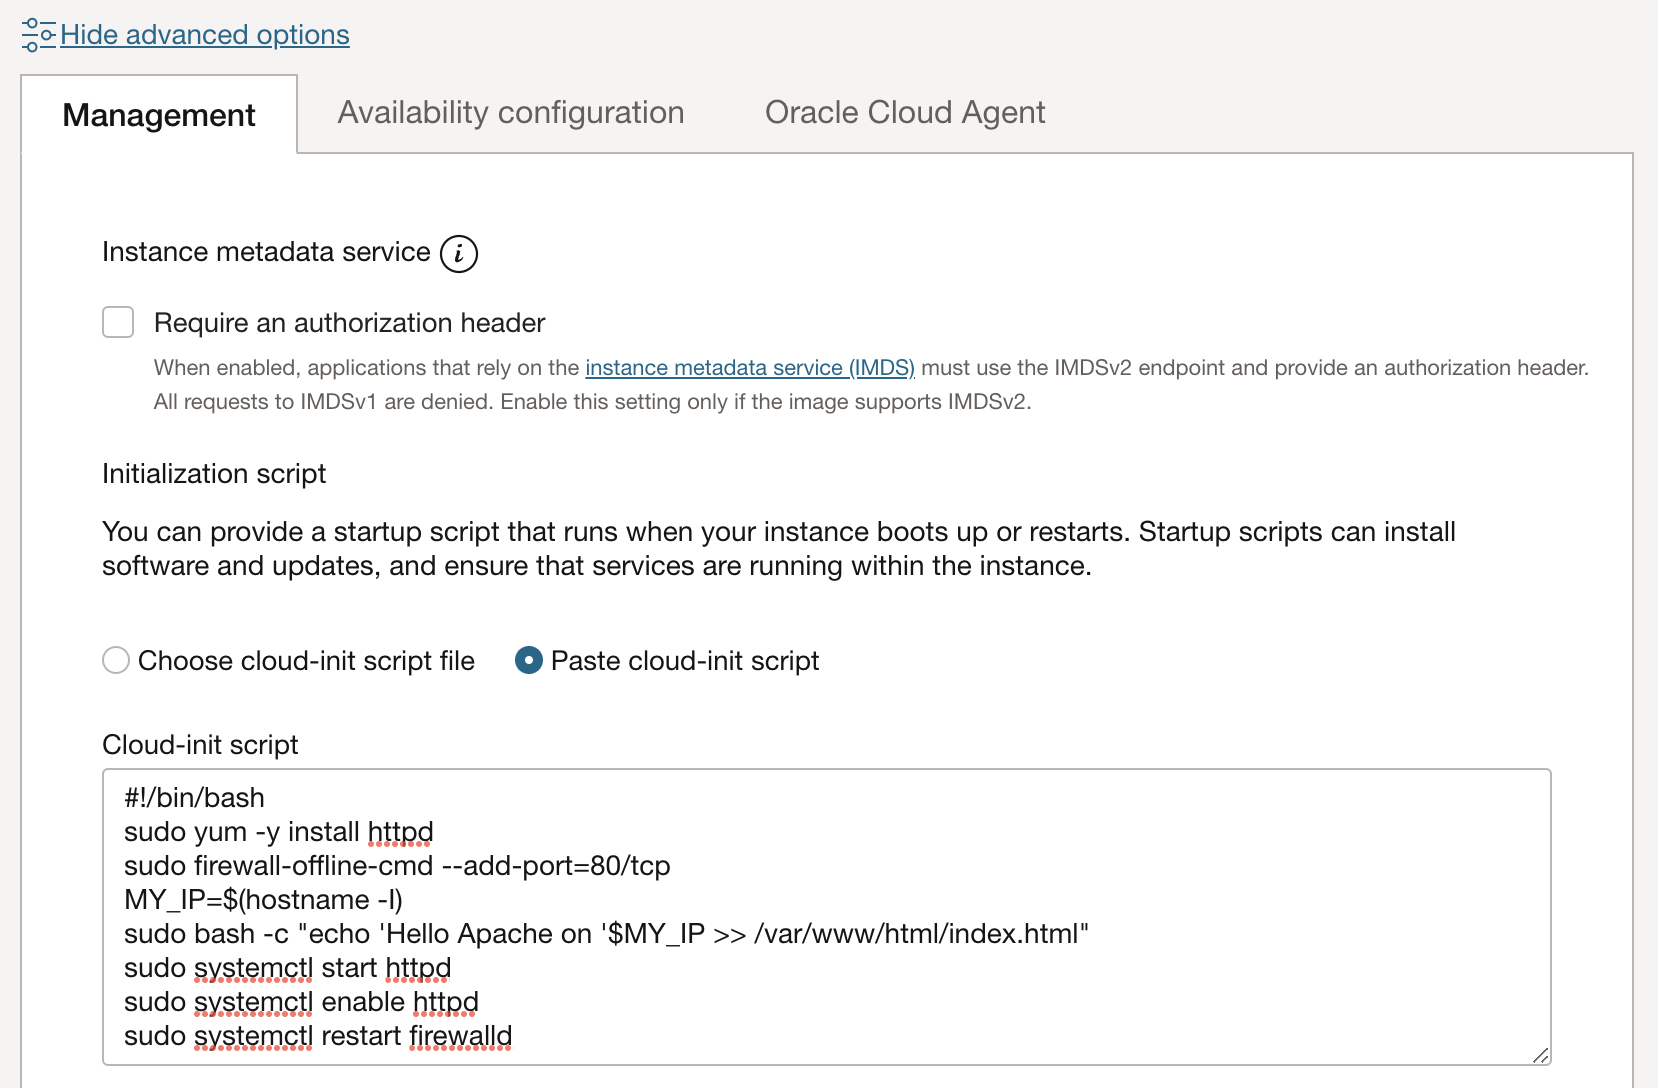 Hide advanced options
Management Availability configuration Oracle Cloud Agent
Instance metadata service i
Require an authorization header
When enabled, applications that rely on the instance metadata service (IMDS) must use the IMDSv2 endpoint and provide an authorization header.
All requests to IMDSv1 are denied. Enable this setting only if the image supports IMDSv2.
Initialization script
You can provide a startup script that runs when your instance boots up or restarts. Startup scripts can install
software and updates, and ensure that services are running within the instance.
Choose cloud-init script file Paste cloud-init script
Cloud-init script
#!/bin/bash
sudo yum -y install httpd
sudo firewall-offline-cmd --add-port=80/tcp
MY_IP=$(hostname -I)
sudo bash -c "echo 'Hello Apache on '$MY_IP >> /var/www/html/index.html"
sudo systemctl start httpd
sudo systemctl enable httpd
sudo systemctl restart firewalld